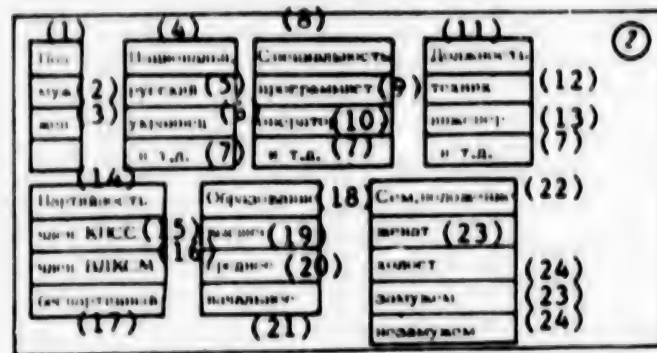 (1) (4) (8) (11)
Пол Национальн. Специальность Должность (2)
муж (2) русский (5) программист (9) техник (12)
жен (3) украинец (6 оператор (10) инженер (13)
и т.д. (7) и т.д. (7) и т.д. (7)
(14)
Партийность Образование (18) Сем.положение (22)
член КПСС (15) высшее (19) женат (23)
член ВЛКСМ (16) среднее (20) холост (24)
беспартийный начальное замужем (23)
(17) (21) незамужем (24)